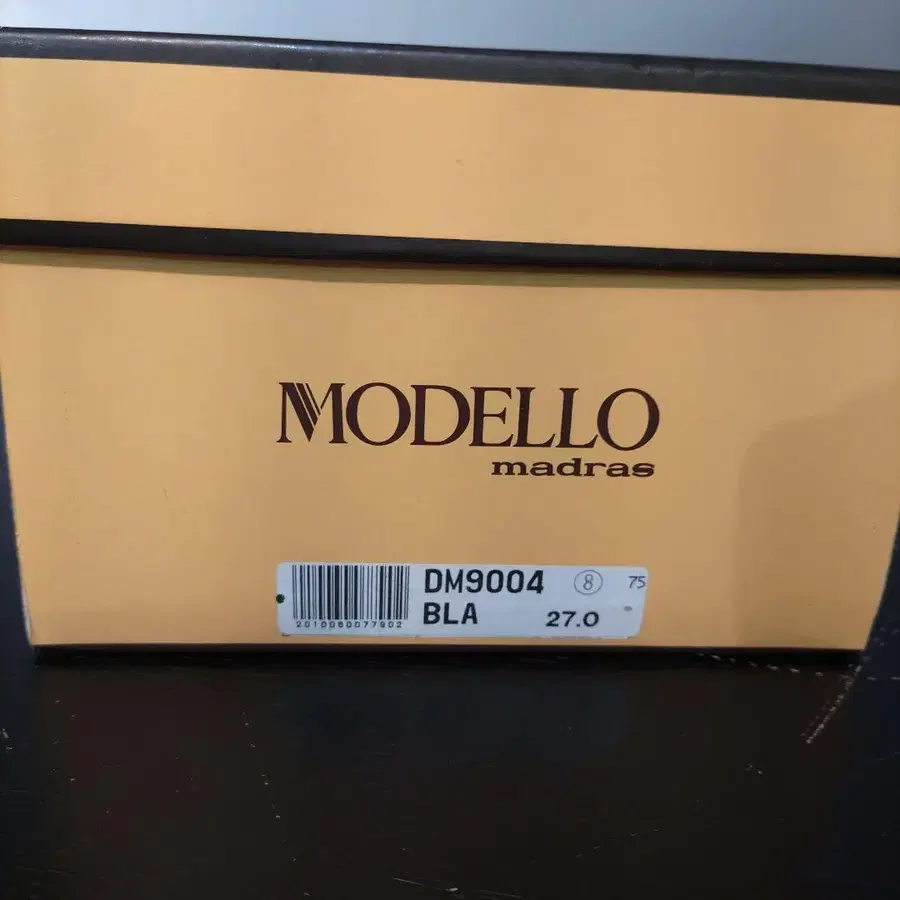 MODELLO
madras
DM9004 8 75
BLA 27.0
2010060077902